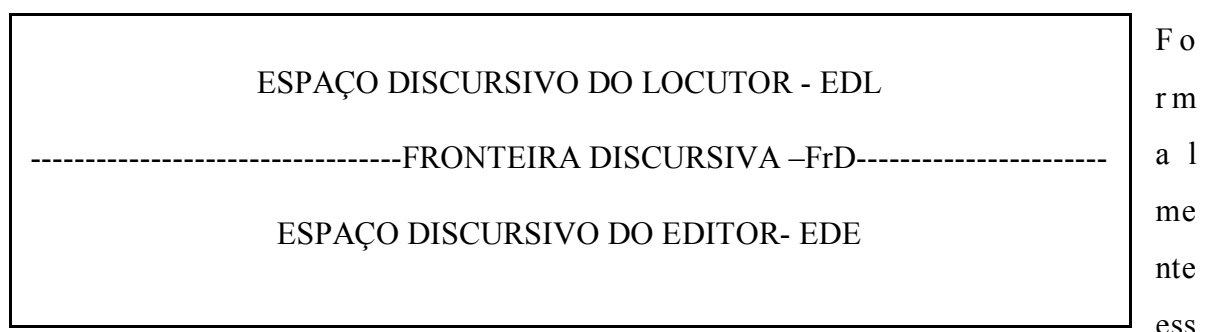 ESPAÇO DISCURSIVO DO LOCUTOR - EDL
----------------------------------FRONTEIRA DISCURSIVA –FrD-----------------------
ESPAÇO DISCURSIVO DO EDITOR- EDE
F o
r m
a l
me
nte
ess